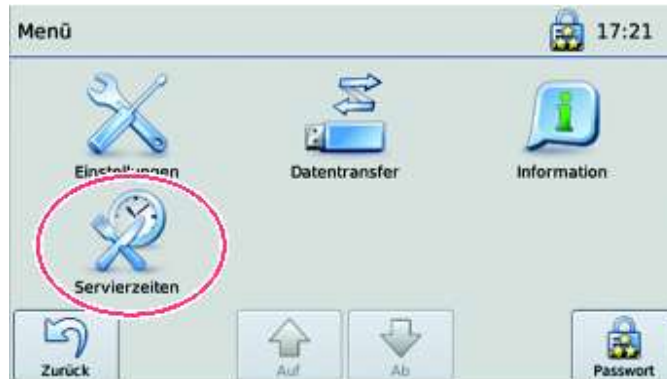 Menü 17:21
Einstellungen Datentransfer Information
Servierzeiten
Zurück Auf Ab Passwort